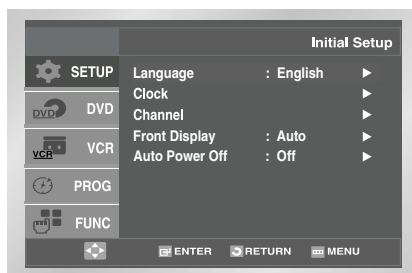 Initial Setup
SETUP
DVD DVD
VCR VCR
PROG
FUNC
Language : English ►
Clock ►
Channel ►
Front Display : Auto ►
Auto Power Off : Off ►
ENTER RETURN MENU